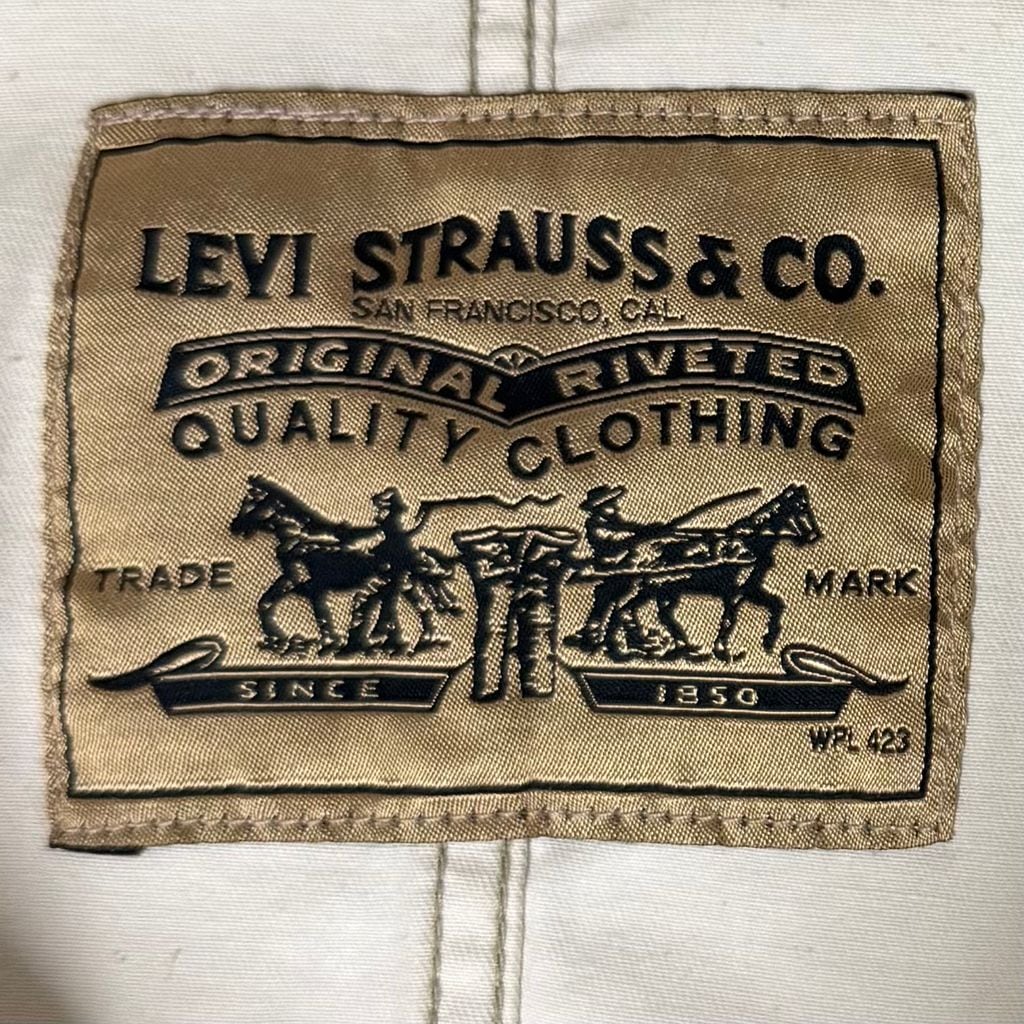 LEVI STRAUSS & CO.
SAN FRANCISCO, CAL.
ORIGINAL RIVETED
QUALITY CLOTHING
TRADE MARK
SINCE 1850
WPL 423